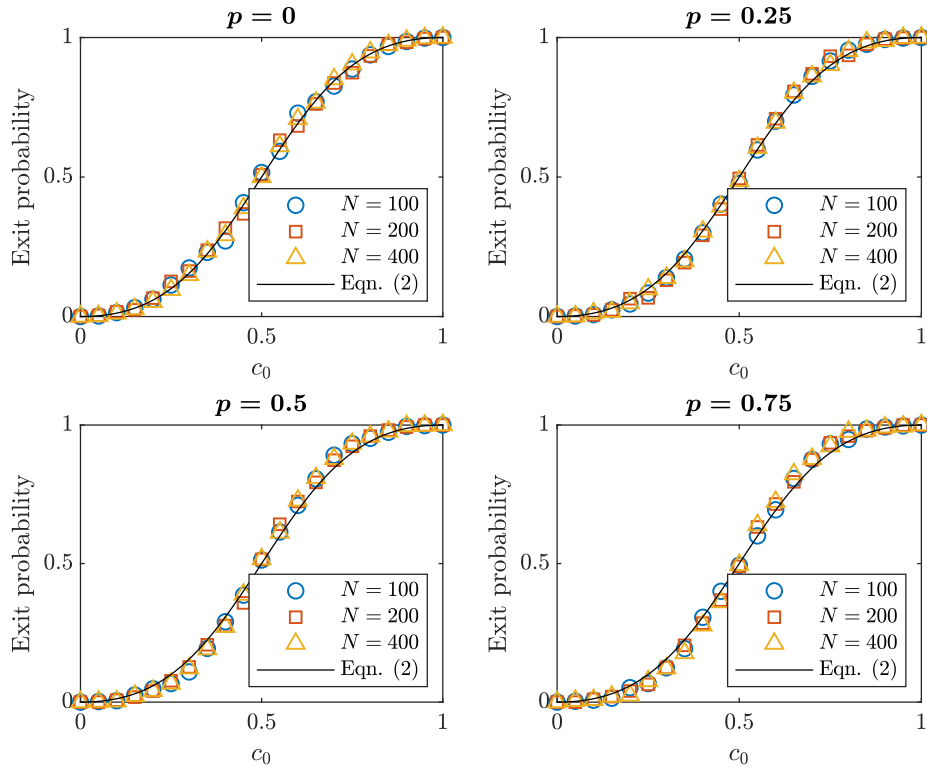 p = 0
Exit probability
1
0.5
0
0
0.5
1
c₀
N = 100
N = 200
N = 400
Eqn. (2)
p = 0.25
Exit probability
1
0.5
0
0
0.5
1
c₀
N = 100
N = 200
N = 400
Eqn. (2)
p = 0.5
Exit probability
1
0.5
0
0
0.5
1
c₀
N = 100
N = 200
N = 400
Eqn. (2)
p = 0.75
Exit probability
1
0.5
0
0
0.5
1
c₀
N = 100
N = 200
N = 400
Eqn. (2)